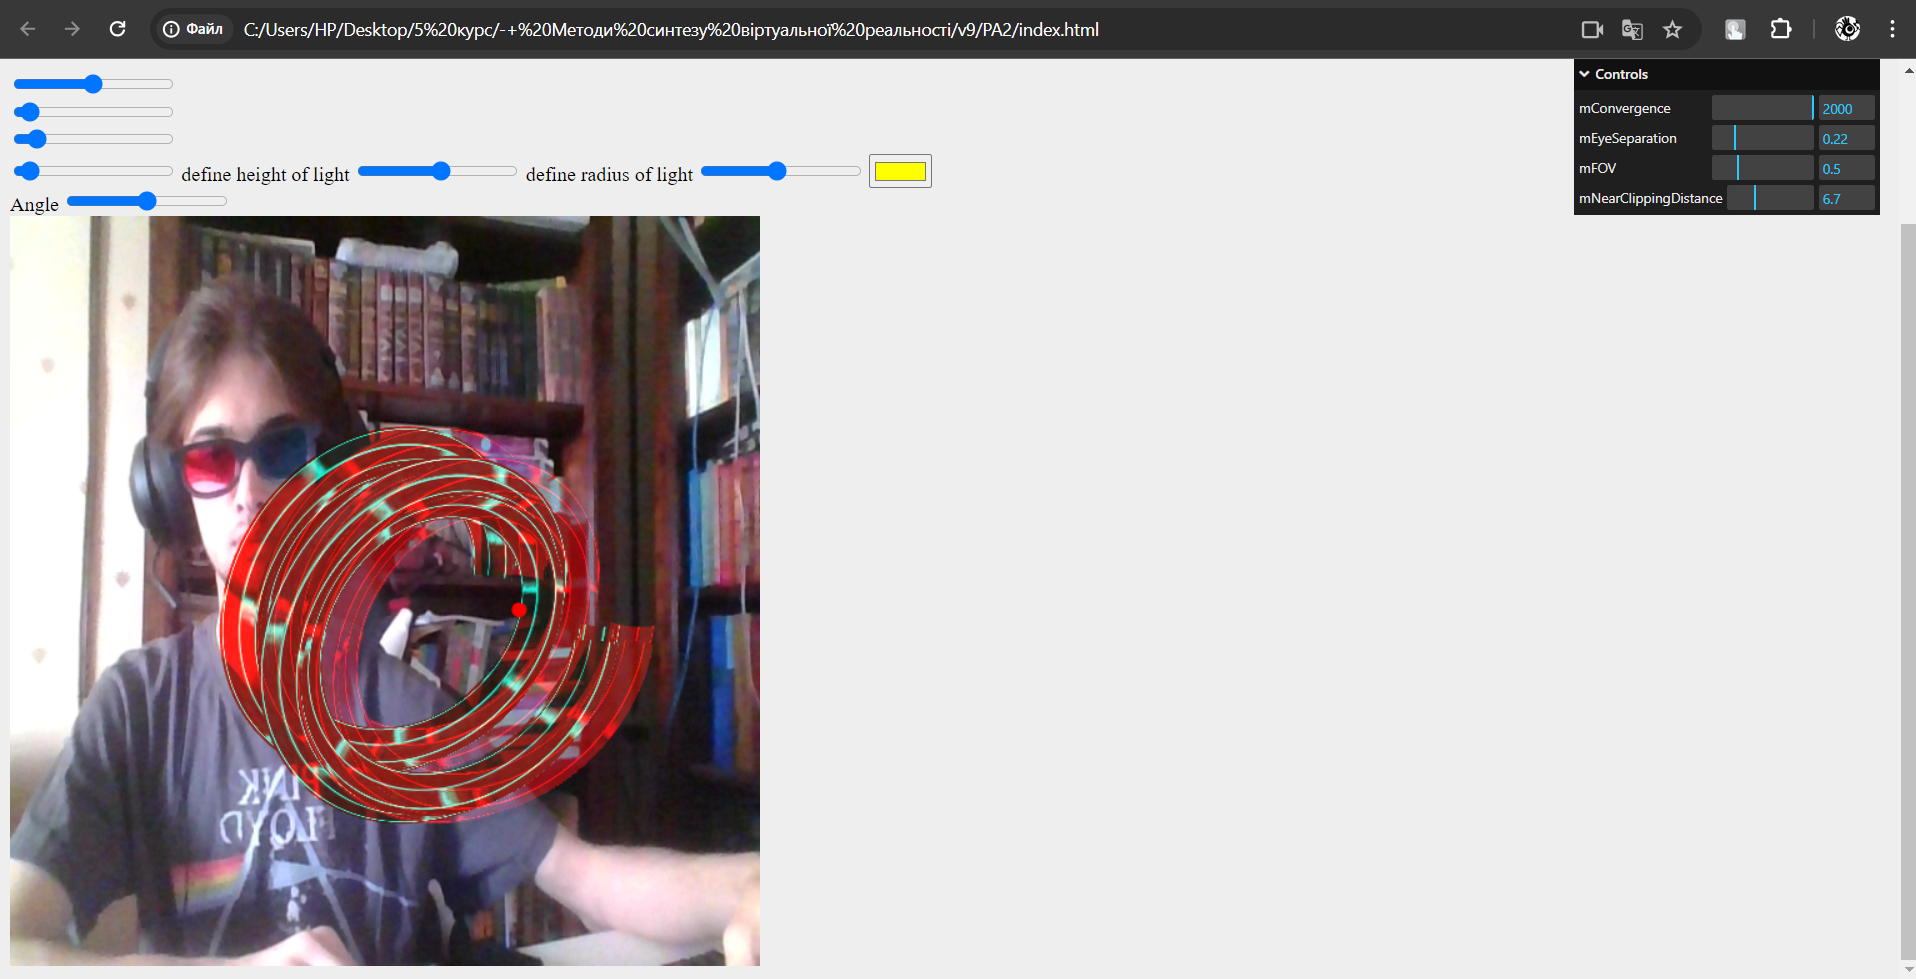 Файл C:/Users/HP/Desktop/5%20курс/-+%20Методи%20синтезу%20віртуальної%20реальності/v9/PA2/index.html
Controls
mConvergence 2000
mEyeSeparation 0.22
mFOV 0.5
mNearClippingDistance 6.7
define height of light define radius of light
Angle
PINK
FLOYD